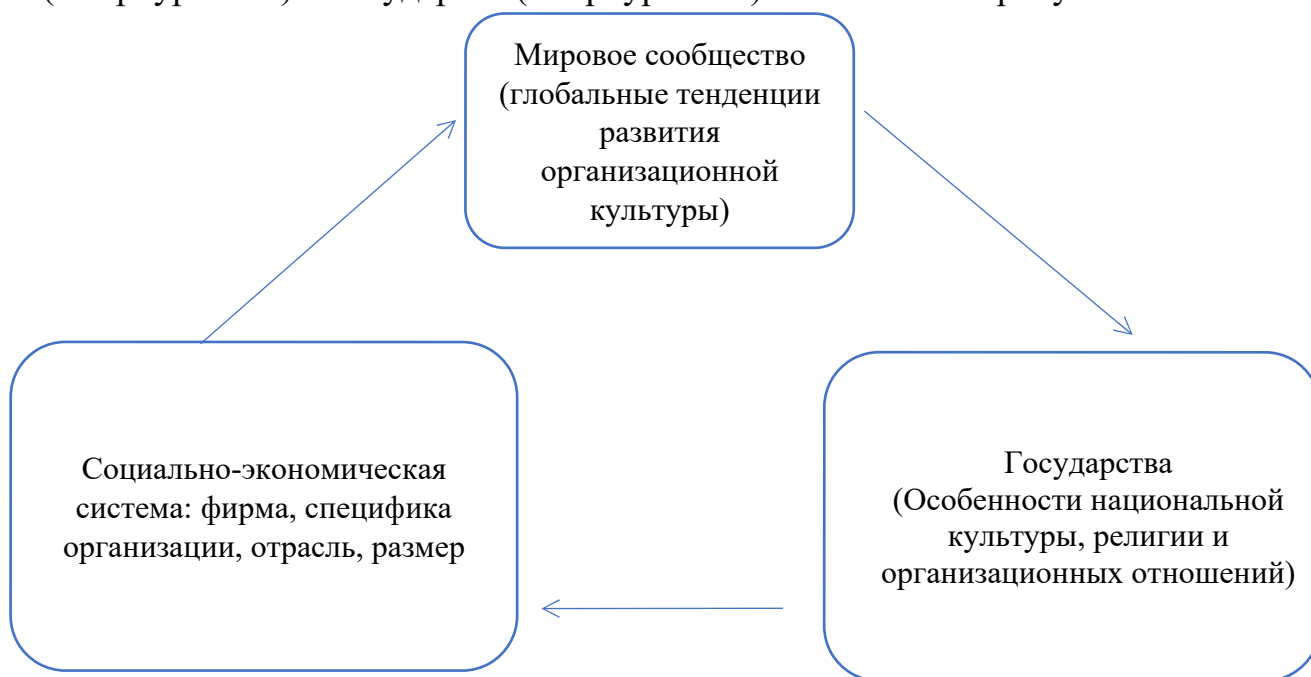 Мировое сообщество
(глобальные тенденции
развития
организационной
культуры)
Социально-экономическая
система: фирма, специфика
организации, отрасль, размер
Государства
(Особенности национальной
культуры, религии и
организационных отношений)